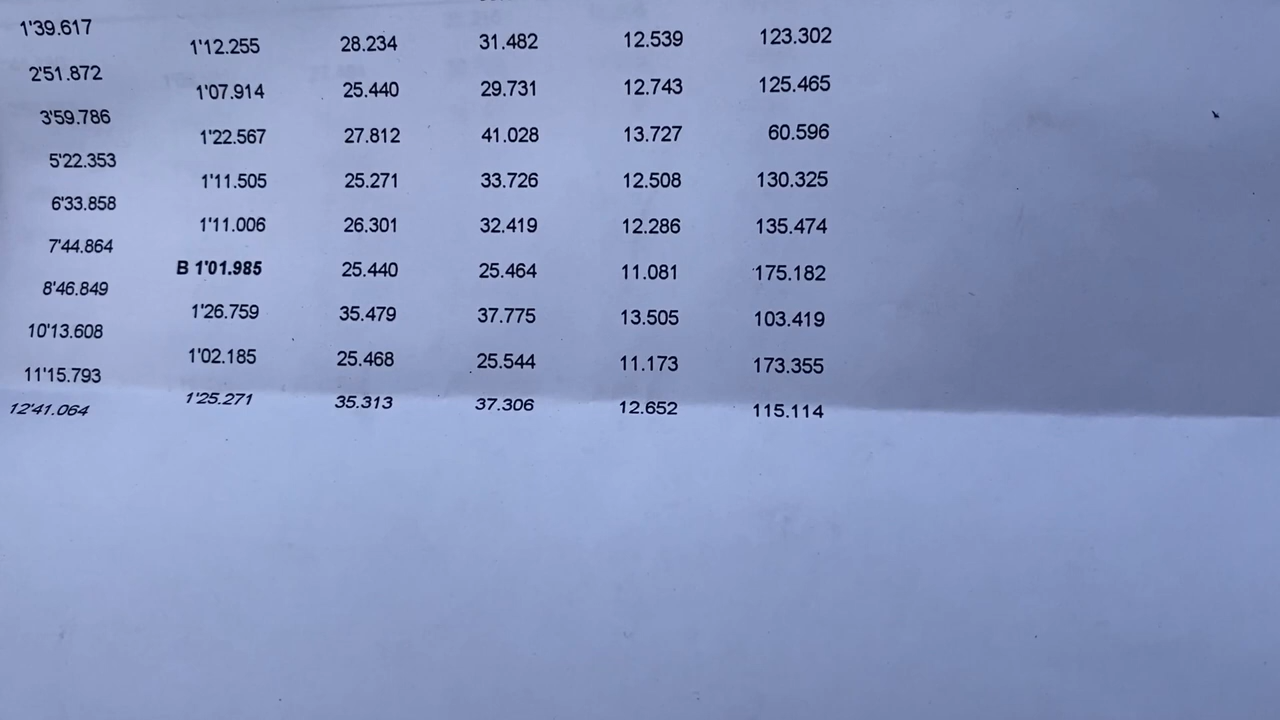 1'39.617
2'51.872 1'12.255 28.234 31.482 12.539 123.302
3'59.786 1'07.914 25.440 29.731 12.743 125.465
5'22.353 1'22.567 27.812 41.028 13.727 60.596
6'33.858 1'11.505 25.271 33.726 12.508 130.325
7'44.864 1'11.006 26.301 32.419 12.286 135.474
8'46.849 B 1'01.985 25.440 25.464 11.081 175.182
10'13.608 1'26.759 35.479 37.775 13.505 103.419
11'15.793 1'02.185 25.468 25.544 11.173 173.355
12'41.064 1'25.271 35.313 37.306 12.652 115.114